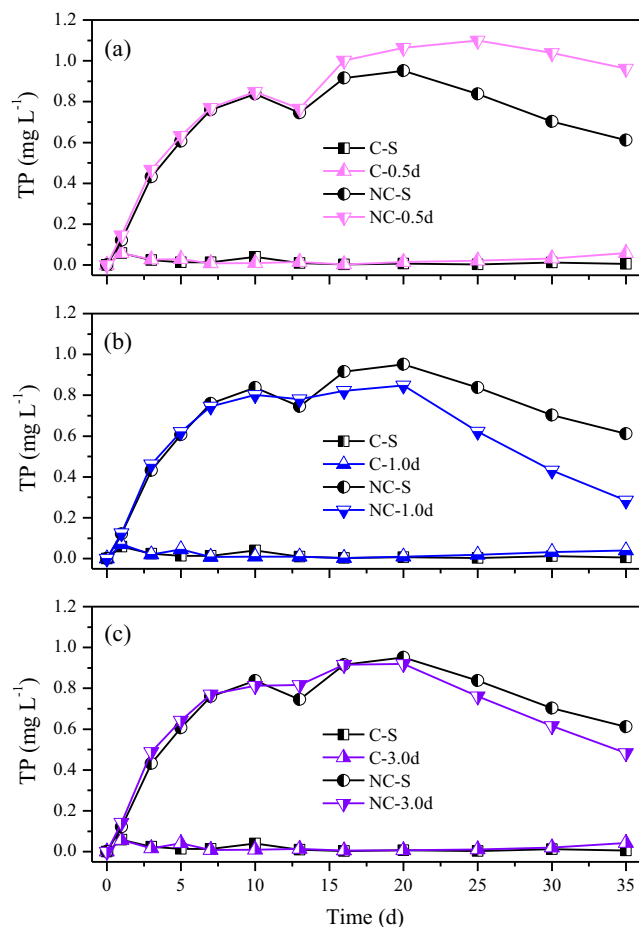 1.2
(a)
1.0
0.8
TP (mg L⁻¹)
0.6
C-S
C-0.5d
0.4
NC-S
NC-0.5d
0.2
0.0
1.2
(b)
1.0
0.8
TP (mg L⁻¹)
0.6
C-S
C-1.0d
0.4
NC-S
NC-1.0d
0.2
0.0
1.2
(c)
1.0
0.8
TP (mg L⁻¹)
0.6
C-S
C-3.0d
0.4
NC-S
NC-3.0d
0.2
0.0
0 5 10 15 20 25 30 35
Time (d)